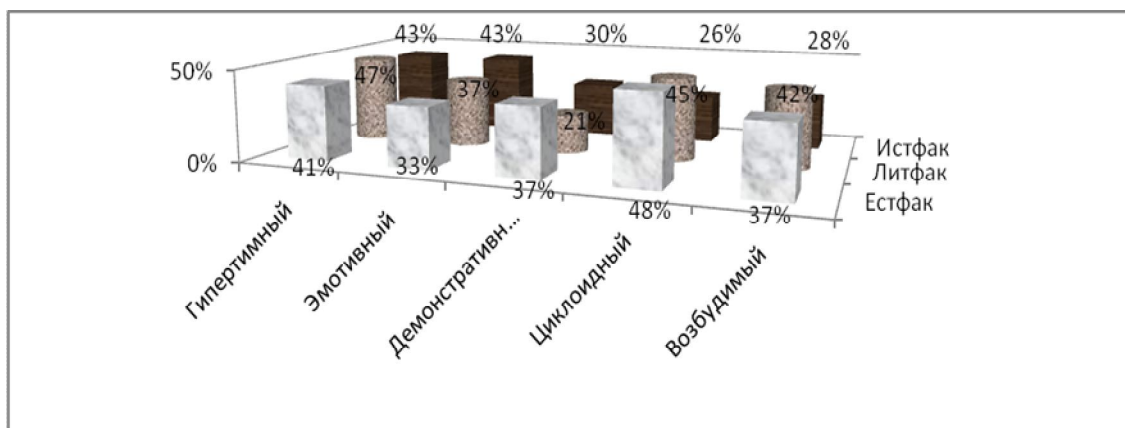 43% 43% 30% 26% 28%
50%
47% 37% 21% 45% 42%
0%
41% 33% 37% 48% 37%
Истфак
Литфак
Естфак
Гипертимный
Эмотивный
Демонстративн...
Циклоидный
Возбудимый